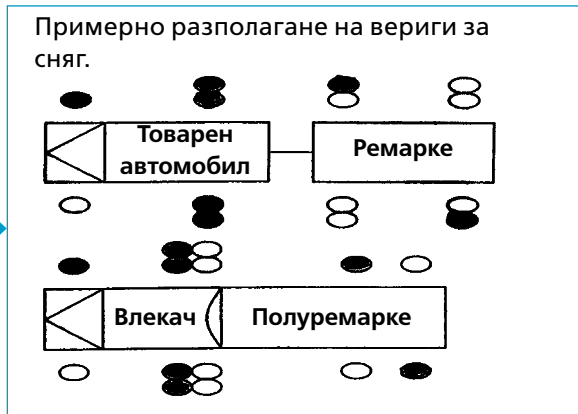 Примерно разполагане на вериги за
сняг.
Товарен
автомобил
Ремарке
Влекач
Полуремарке